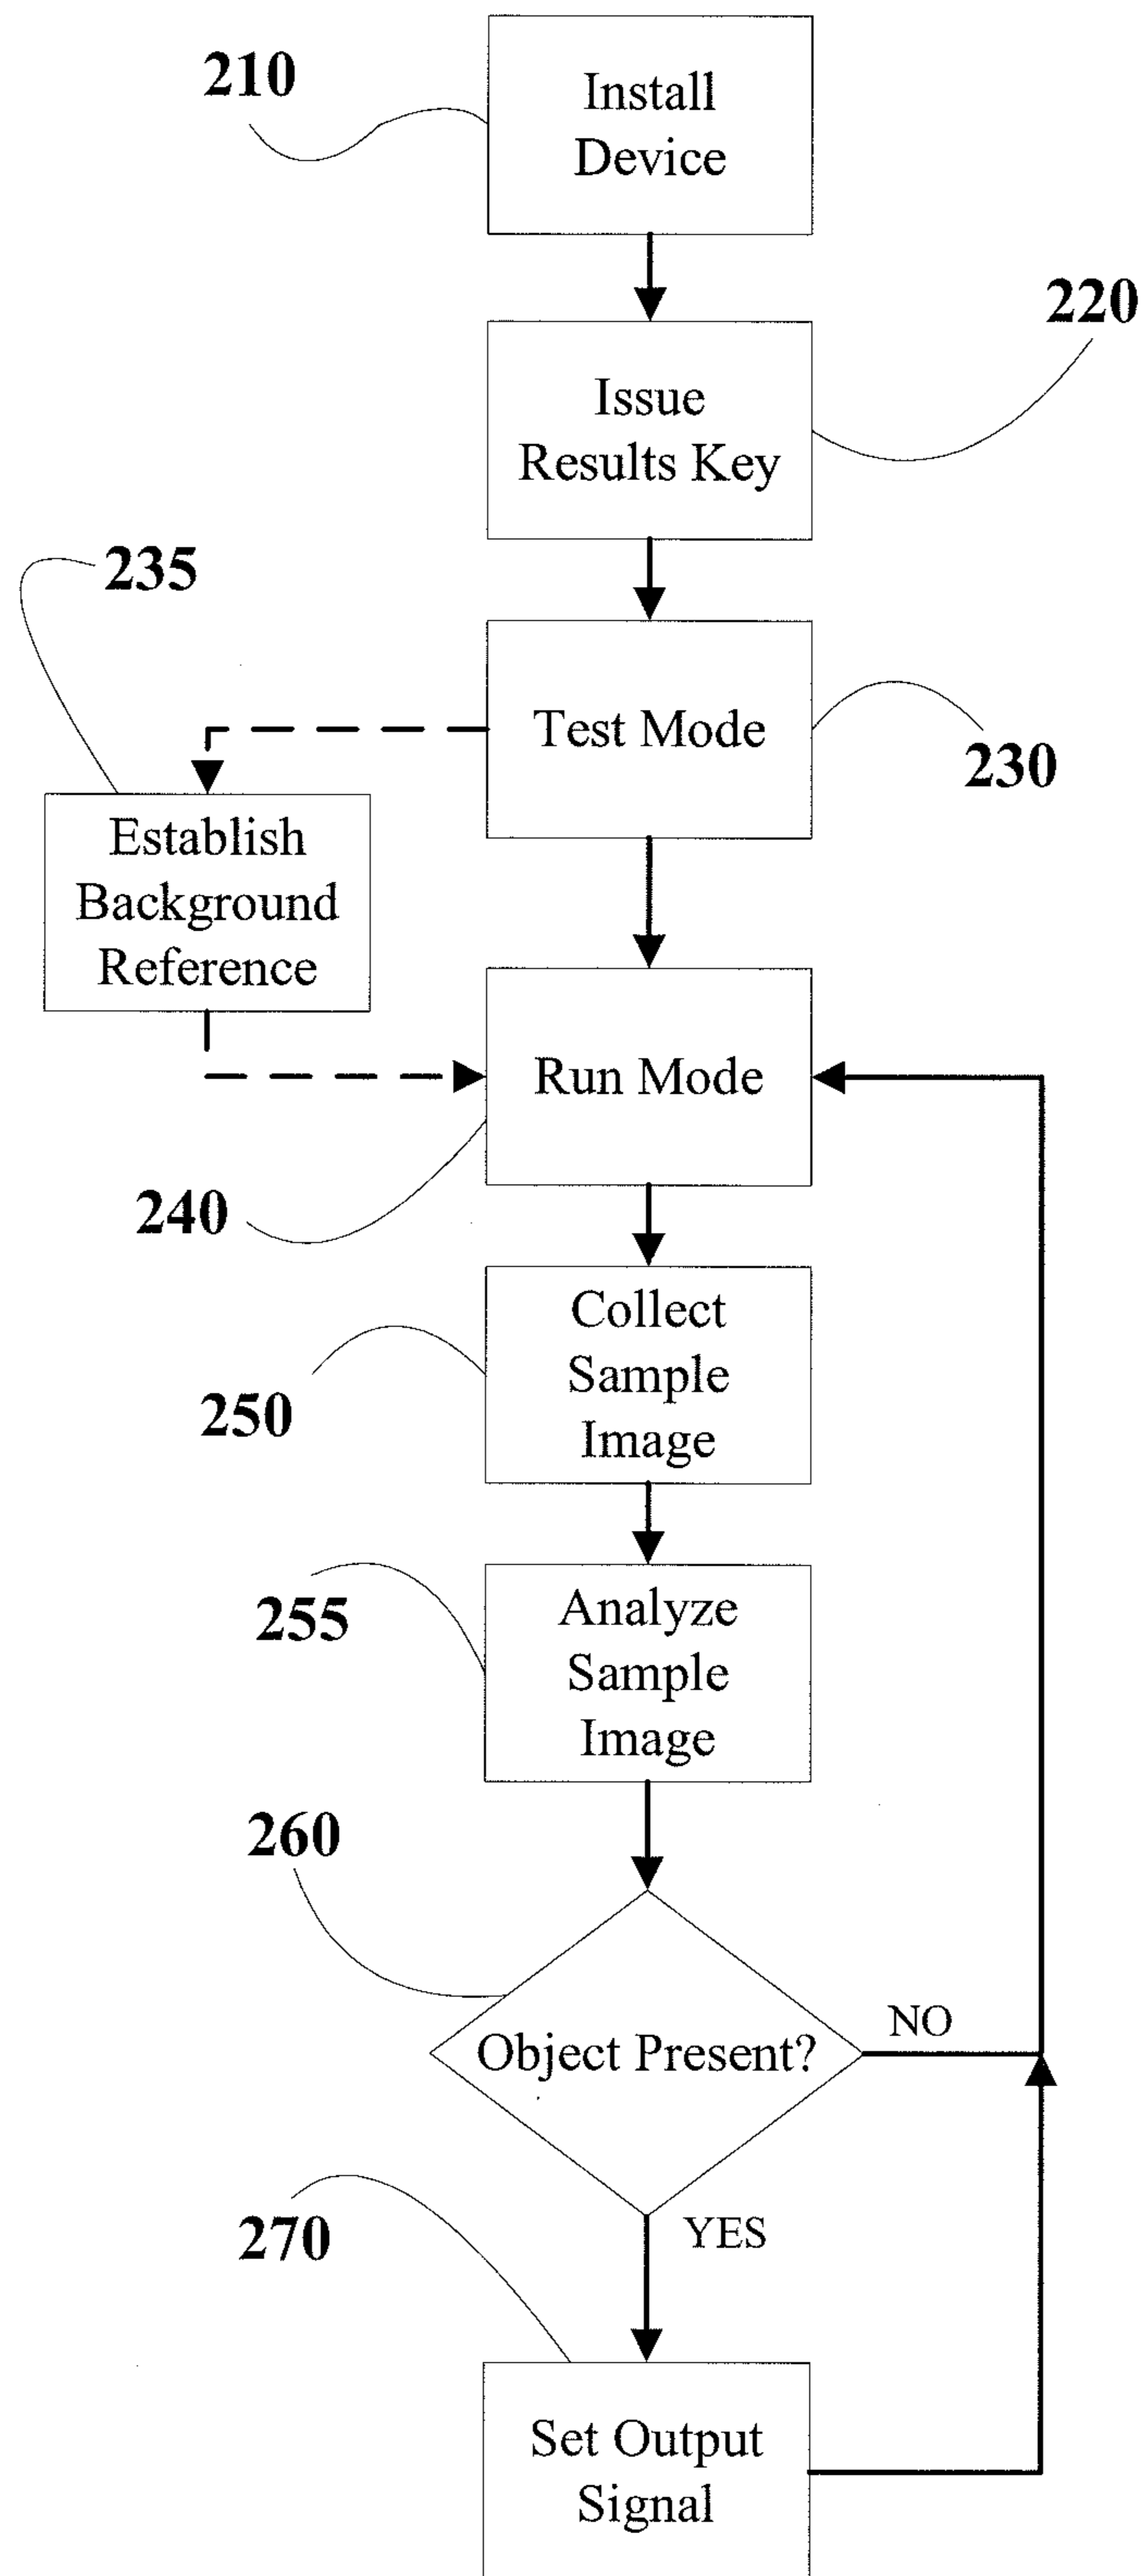 210
Install
Device
220
Issue
Results Key
235
Test Mode
230
Establish
Background
Reference
Run Mode
240
Collect
Sample
Image
250
Analyze
Sample
Image
255
260
Object Present?
NO
YES
270
Set Output
Signal